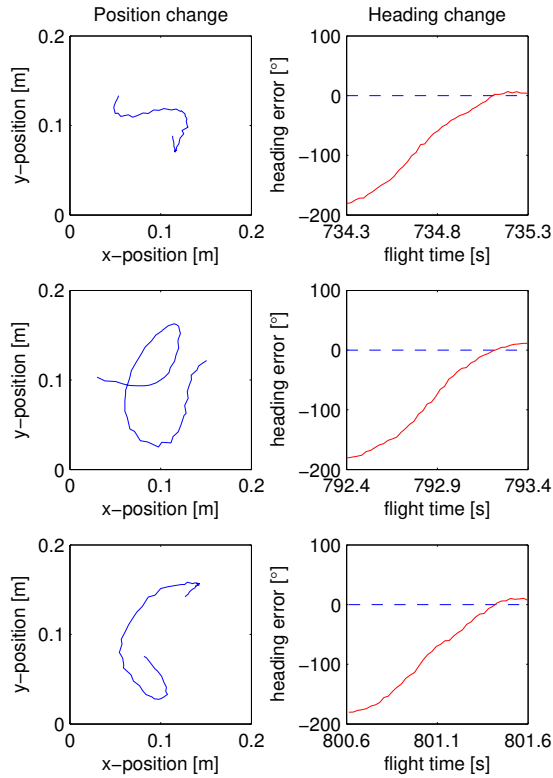 Position change
Heading change
0.2
0.1
0
0
0.1
0.2
y−position [m]
x−position [m]
100
0
−100
−200
734.3
734.8
735.3
heading error [°]
flight time [s]
0.2
0.1
0
0
0.1
0.2
y−position [m]
x−position [m]
100
0
−100
−200
792.4
792.9
793.4
heading error [°]
flight time [s]
0.2
0.1
0
0
0.1
0.2
y−position [m]
x−position [m]
100
0
−100
−200
800.6
801.1
801.6
heading error [°]
flight time [s]